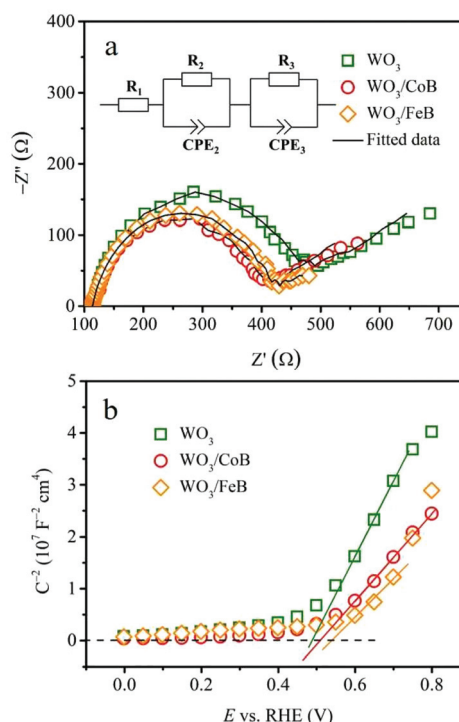 a
R₁
R₂
CPE₂
R₃
CPE₃
WO₃
WO₃/CoB
WO₃/FeB
Fitted data
−Z″ (Ω)
400
300
200
100
0
100 200 300 400 500 600 700
Z′ (Ω)
b
WO₃
WO₃/CoB
WO₃/FeB
C⁻² (10⁷ F⁻² cm⁴)
5
4
3
2
1
0
0.0 0.2 0.4 0.6 0.8
E vs. RHE (V)